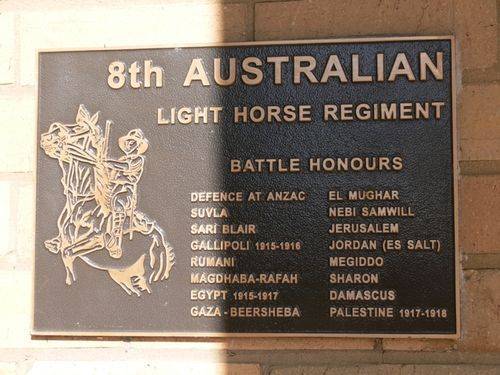 8th AUSTRALIAN
LIGHT HORSE REGIMENT
BATTLE HONOURS
DEFENCE AT ANZAC
SUVLA
SARI BLAIR
GALLIPOLI 1915-1916
RUMANI
MAGDHABA-RAFAH
EGYPT 1915-1917
GAZA-BEERSHEBA
EL MUGHAR
NEBI SAMWILL
JERUSALEM
JORDAN (ES SALT)
MEGIDDO
SHARON
DAMASCUS
PALESTINE 1917-1918